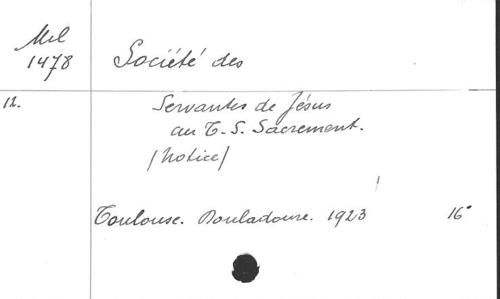 Mel
1478
Société des
12.
Servantes de Jésus
au T. S. Sacrement.
(Notice)
Toulouse. Douladoure. 1923 16°